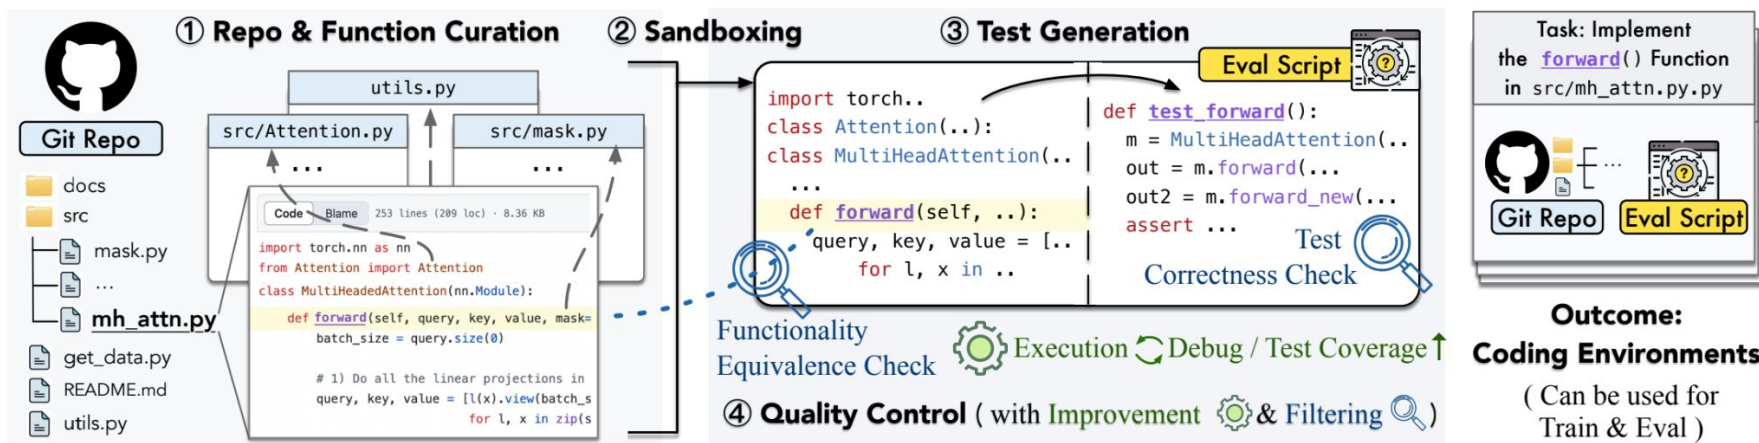 ① Repo & Function Curation
② Sandboxing
③ Test Generation
Git Repo
docs
src
mask.py
...
mh_attn.py
get_data.py
README.md
utils.py
utils.py
src/Attention.py
src/mask.py
...
...
Code Blame 253 lines (209 loc) · 8.36 KB
import torch.nn as nn
from Attention import Attention
class MultiHeadedAttention(nn.Module):
def forward(self, query, key, value, mask=
batch_size = query.size(0)
# 1) Do all the linear projections in
query, key, value = [l(x).view(batch_s
for l, x in zip(s
import torch..
class Attention(..):
class MultiHeadAttention(..
...
def forward(self, ..):
query, key, value = [..
for l, x in ..
Eval Script
def test_forward():
m = MultiHeadAttention(..
out = m.forward(...
out2 = m.forward_new(...
assert ...
Test
Correctness Check
Functionality
Equivalence Check
Execution Debug / Test Coverage ↑
④ Quality Control ( with Improvement & Filtering )
Task: Implement
the forward() Function
in src/mh_attn.py.py
...
Git Repo
Eval Script
Outcome:
Coding Environments
( Can be used for
Train & Eval )